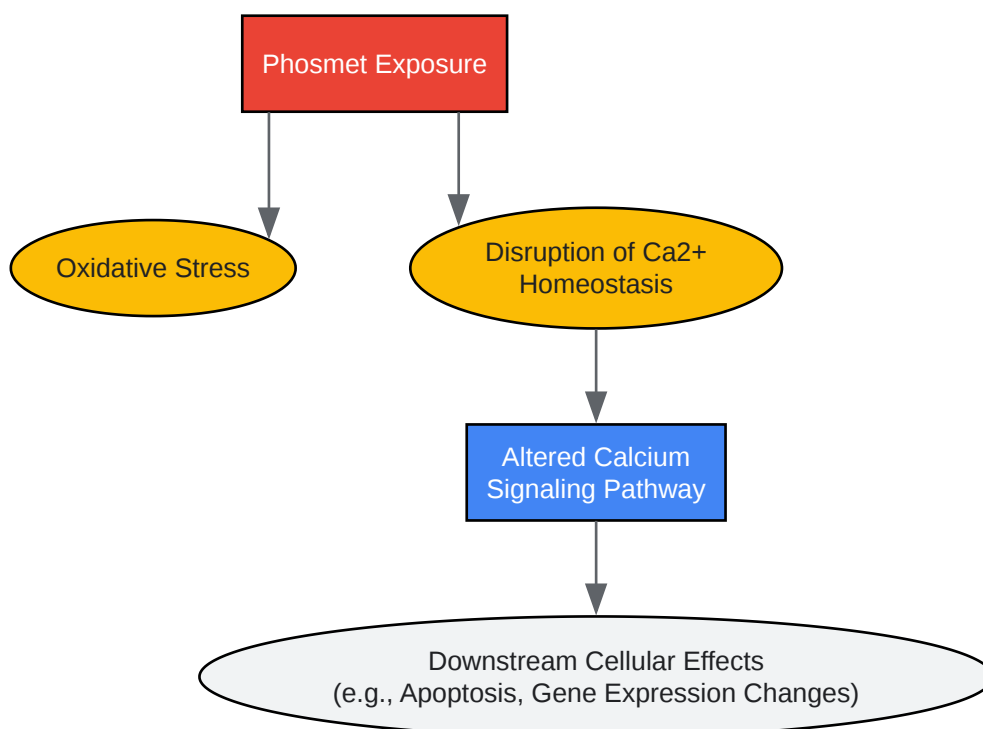 Phosmet Exposure
Oxidative Stress
Disruption of Ca2+
Homeostasis
Altered Calcium
Signaling Pathway
Downstream Cellular Effects
(e.g., Apoptosis, Gene Expression Changes)